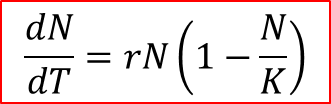 dN/dT = rN(1 − N/K)